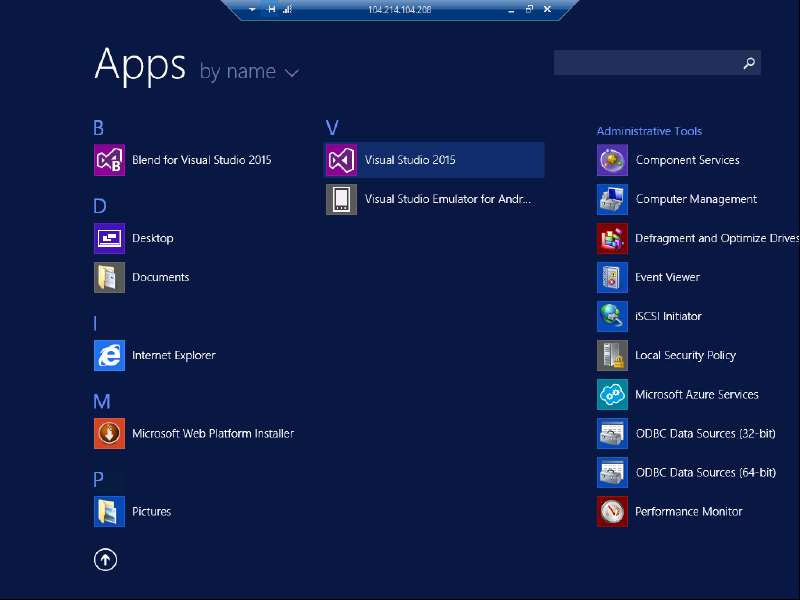 104.214.104.208
Apps by name
B
Blend for Visual Studio 2015
D
Desktop
Documents
I
Internet Explorer
M
Microsoft Web Platform Installer
P
Pictures
V
Visual Studio 2015
Visual Studio Emulator for Andr...
Administrative Tools
Component Services
Computer Management
Defragment and Optimize Drives
Event Viewer
iSCSI Initiator
Local Security Policy
Microsoft Azure Services
ODBC Data Sources (32-bit)
ODBC Data Sources (64-bit)
Performance Monitor